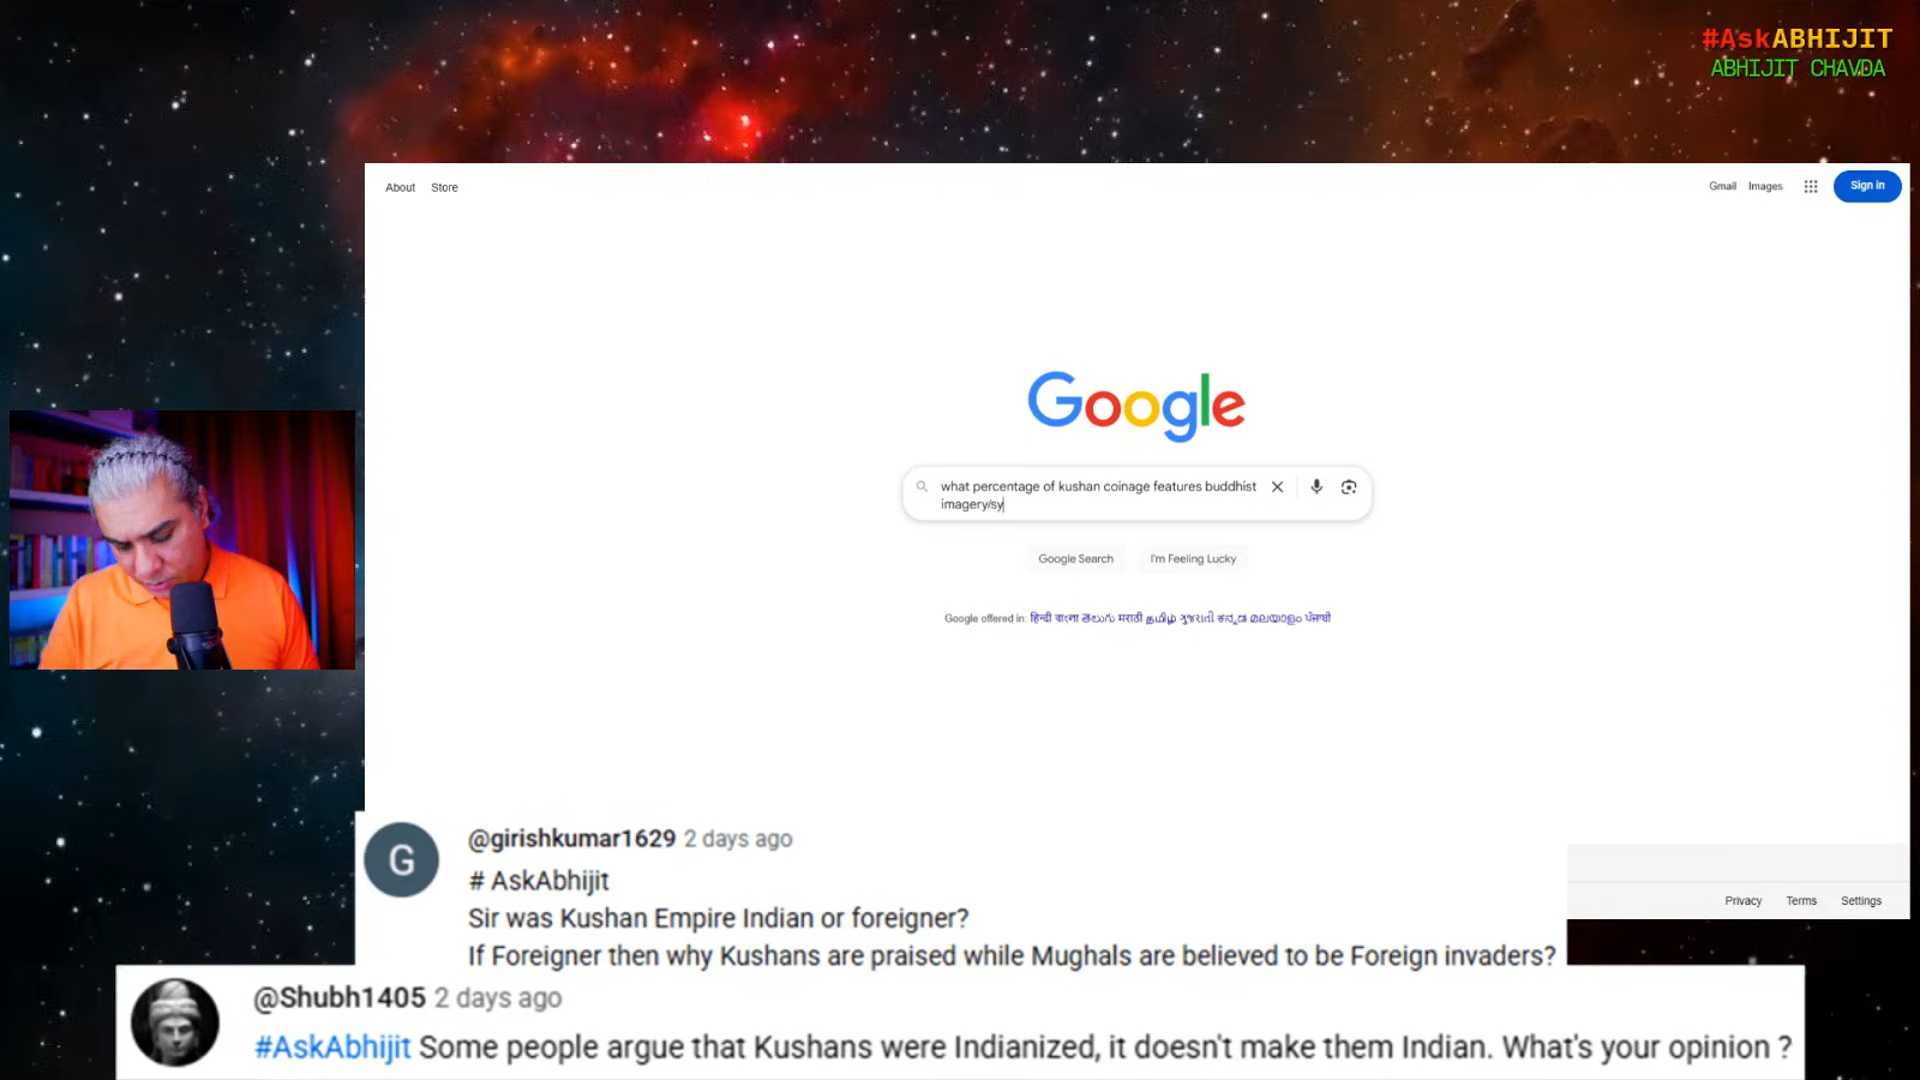 #AskABHIJIT
ABHIJIT CHAVDA
About Store
Gmail Images Sign in
Google
what percentage of kushan coinage features buddhist
imagery/sy
Google Search I'm Feeling Lucky
Google offered in: हिन्दी বাংলা తెలుగు मराठी தமிழ் ગુજરાતી ಕನ್ನಡ മലയാളം ਪੰਜਾਬੀ
G
@girishkumar1629 2 days ago
# AskAbhijit
Sir was Kushan Empire Indian or foreigner?
If Foreigner then why Kushans are praised while Mughals are believed to be Foreign invaders?
Privacy Terms Settings
@Shubh1405 2 days ago
#AskAbhijit Some people argue that Kushans were Indianized, it doesn't make them Indian. What's your opinion ?